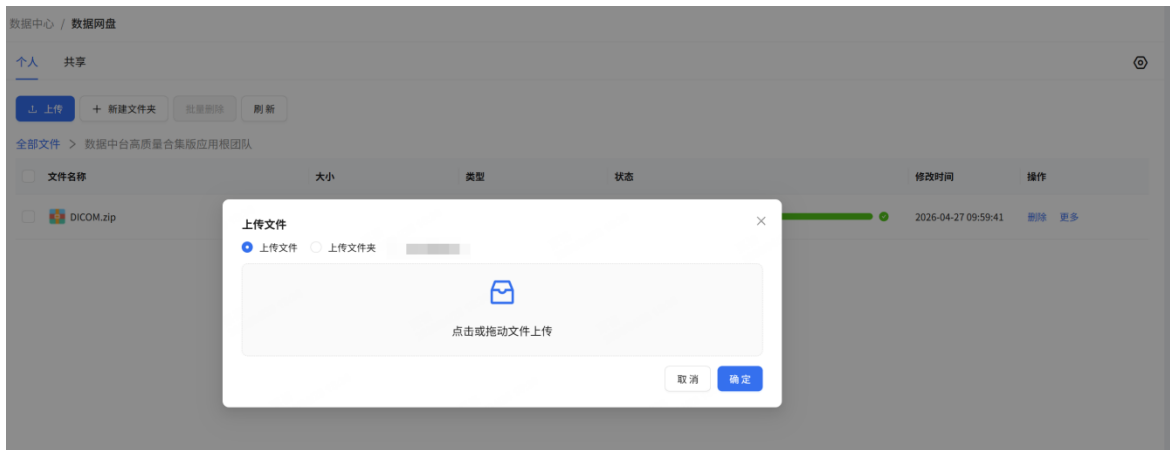 数据中心 / 数据网盘
个人 共享
上传 + 新建文件夹 批量删除 刷新
全部文件 > 数据中台高质量合集版应用根团队
文件名称 大小 类型 状态 修改时间 操作
DICOM.zip 2026-04-27 09:59:41 删除 更多
上传文件
上传文件 上传文件夹
点击或拖动文件上传
取消 确定